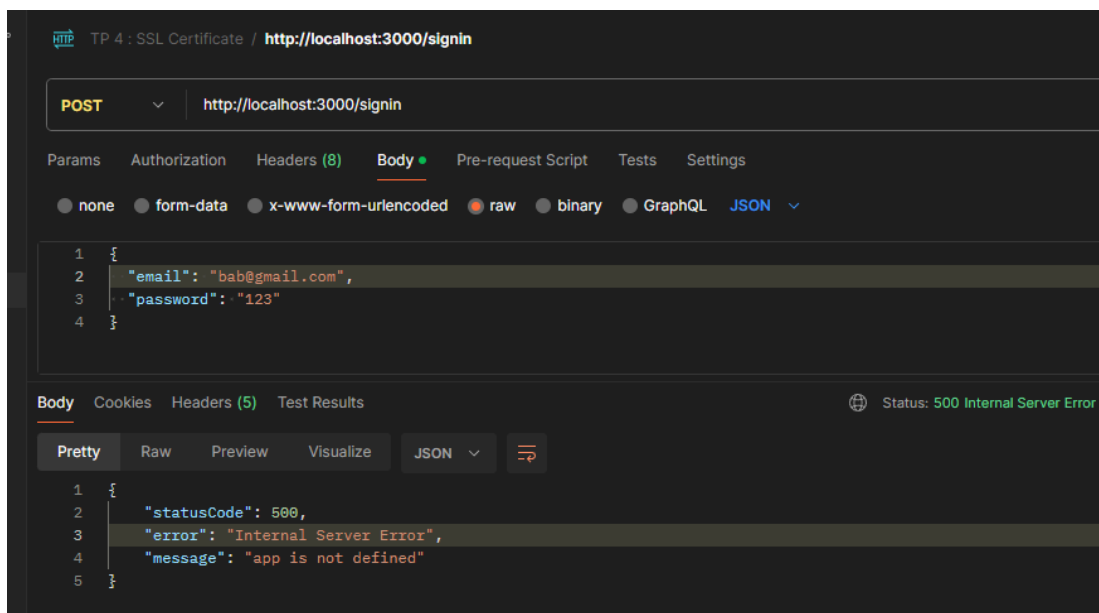 HTTP TP 4 : SSL Certificate / http://localhost:3000/signin
POST http://localhost:3000/signin
Params Authorization Headers (8) Body Pre-request Script Tests Settings
none form-data x-www-form-urlencoded raw binary GraphQL JSON
1 {
2 "email": "bab@gmail.com",
3 "password": "123"
4 }
Body Cookies Headers (5) Test Results Status: 500 Internal Server Error
Pretty Raw Preview Visualize JSON
1 {
2 "statusCode": 500,
3 "error": "Internal Server Error",
4 "message": "app is not defined"
5 }